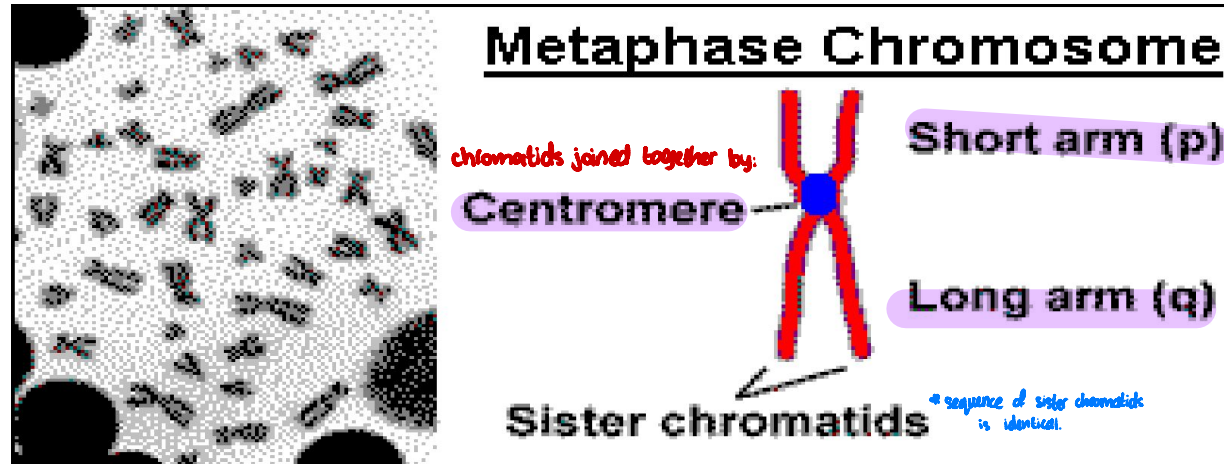 Metaphase Chromosome
Short arm (p)
chromatids joined together by:
Centromere
Long arm (q)
Sister chromatids
* sequence of sister chromatids
is identical.